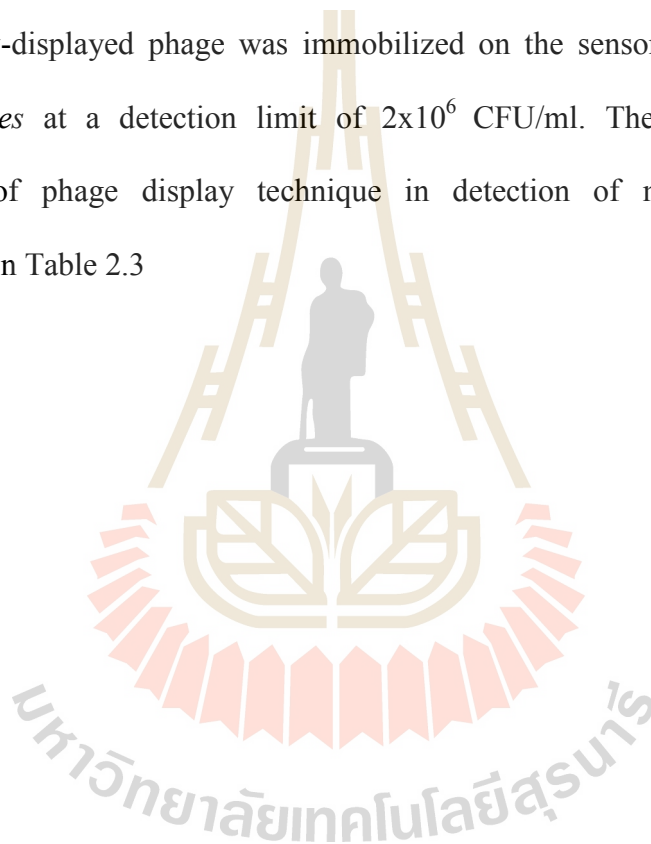 -displayed phage was immobilized on the sensor
es at a detection limit of 2x10⁶ CFU/ml. The
of phage display technique in detection of
n Table 2.3
มหาวิทยาลัยเทคโนโลยีสุรนารี